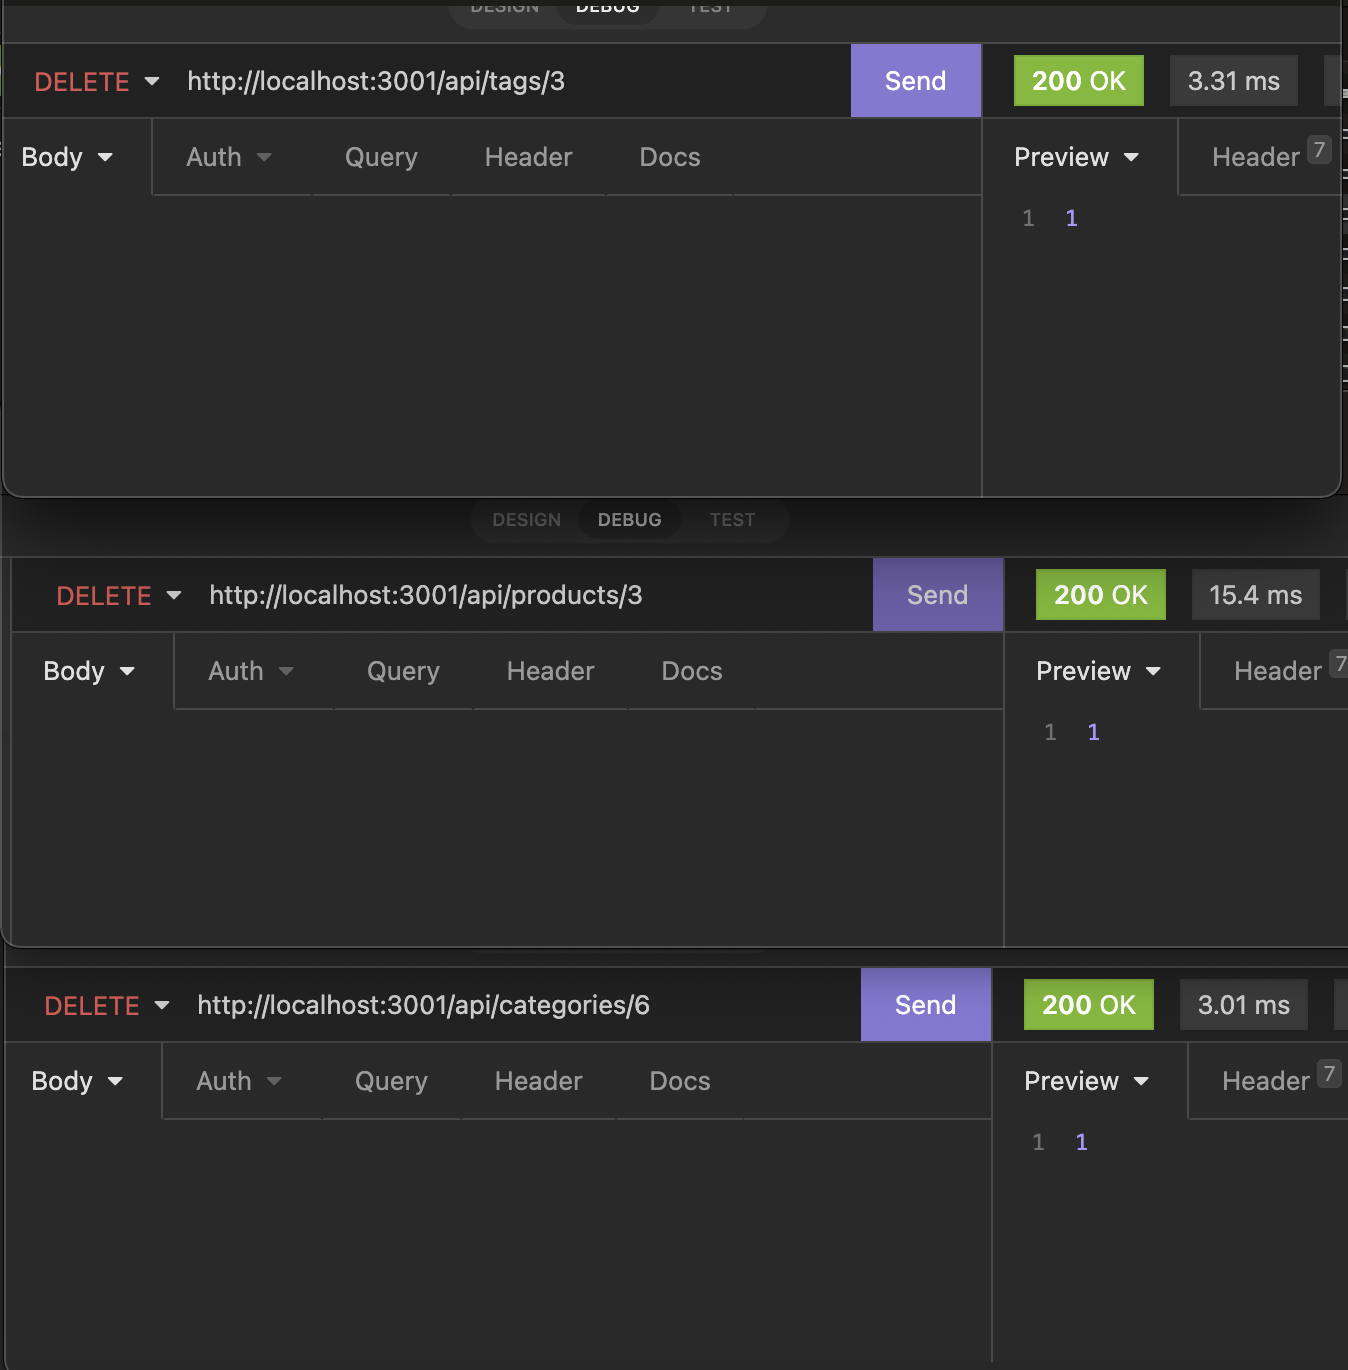 DESIGN DEBUG TEST
DELETE http://localhost:3001/api/tags/3 Send 200 OK 3.31 ms
Body Auth Query Header Docs Preview Header 7
1 1
DESIGN DEBUG TEST
DELETE http://localhost:3001/api/products/3 Send 200 OK 15.4 ms
Body Auth Query Header Docs Preview Header 7
1 1
DELETE http://localhost:3001/api/categories/6 Send 200 OK 3.01 ms
Body Auth Query Header Docs Preview Header 7
1 1